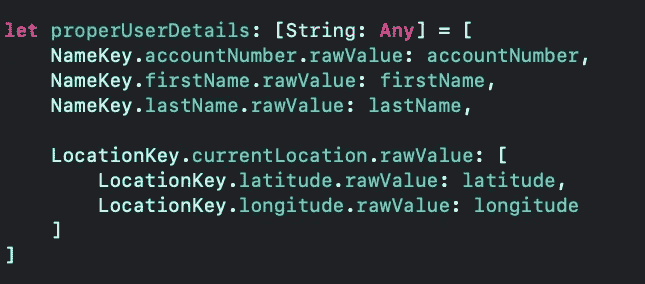 let properUserDetails: [String: Any] = [
    NameKey.accountNumber.rawValue: accountNumber,
    NameKey.firstName.rawValue: firstName,
    NameKey.lastName.rawValue: lastName,

    LocationKey.currentLocation.rawValue: [
        LocationKey.latitude.rawValue: latitude,
        LocationKey.longitude.rawValue: longitude
    ]
]